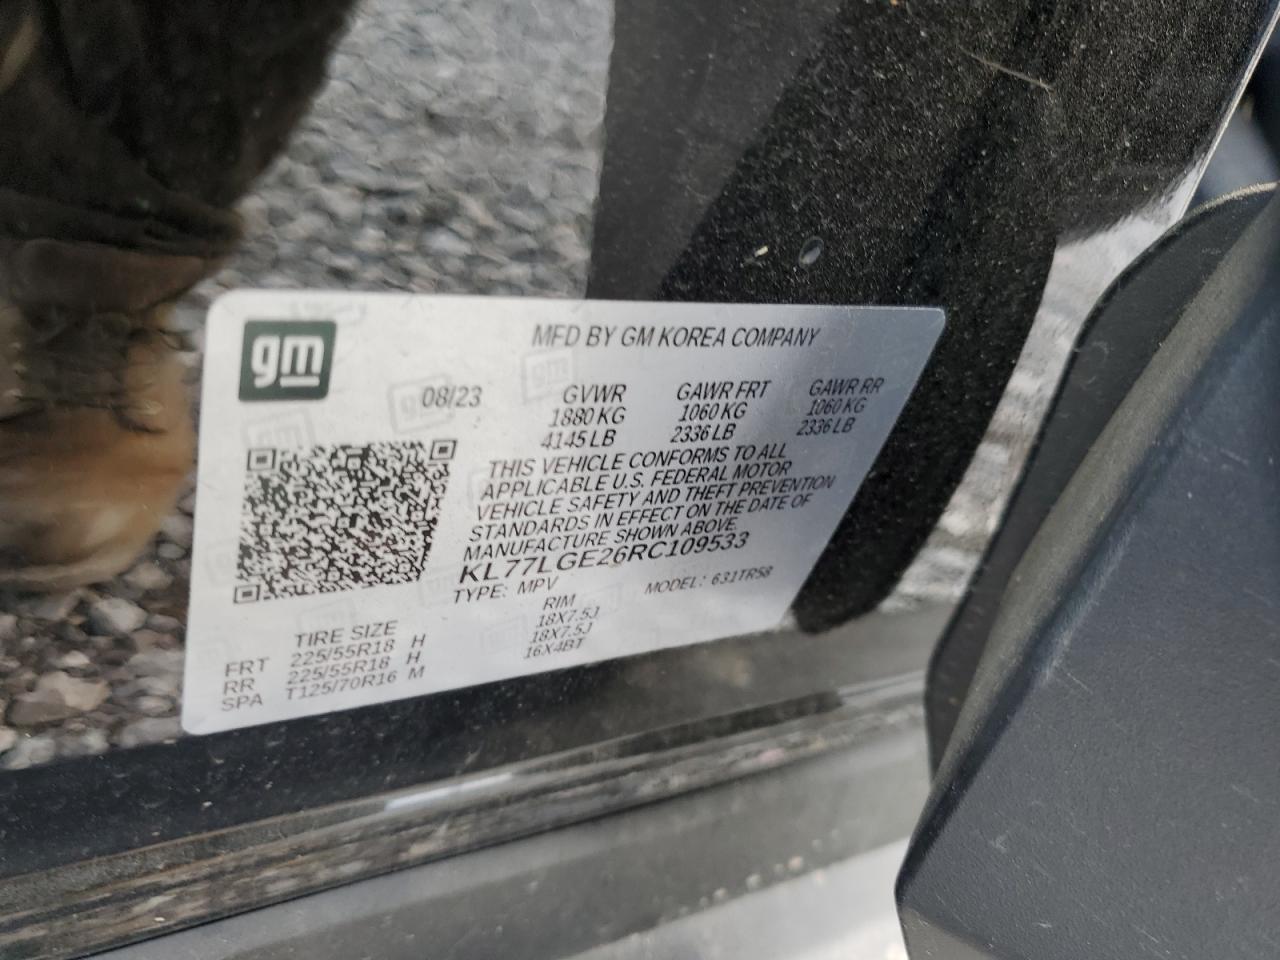 gm
MFD BY GM KOREA COMPANY
08/23 GVWR GAWR FRT GAWR RR
1880 KG 1060 KG 1060 KG
4145 LB 2336 LB 2336 LB
THIS VEHICLE CONFORMS TO ALL
APPLICABLE U.S. FEDERAL MOTOR
VEHICLE SAFETY AND THEFT PREVENTION
STANDARDS IN EFFECT ON THE DATE OF
MANUFACTURE SHOWN ABOVE.
KL77LGE26RC109533
TYPE: MPV MODEL: 631TR58
TIRE SIZE RIM
FRT 225/55R18 H 18X7.5J
RR 225/55R18 H 18X7.5J
SPA T125/70R16 M 16X4BT